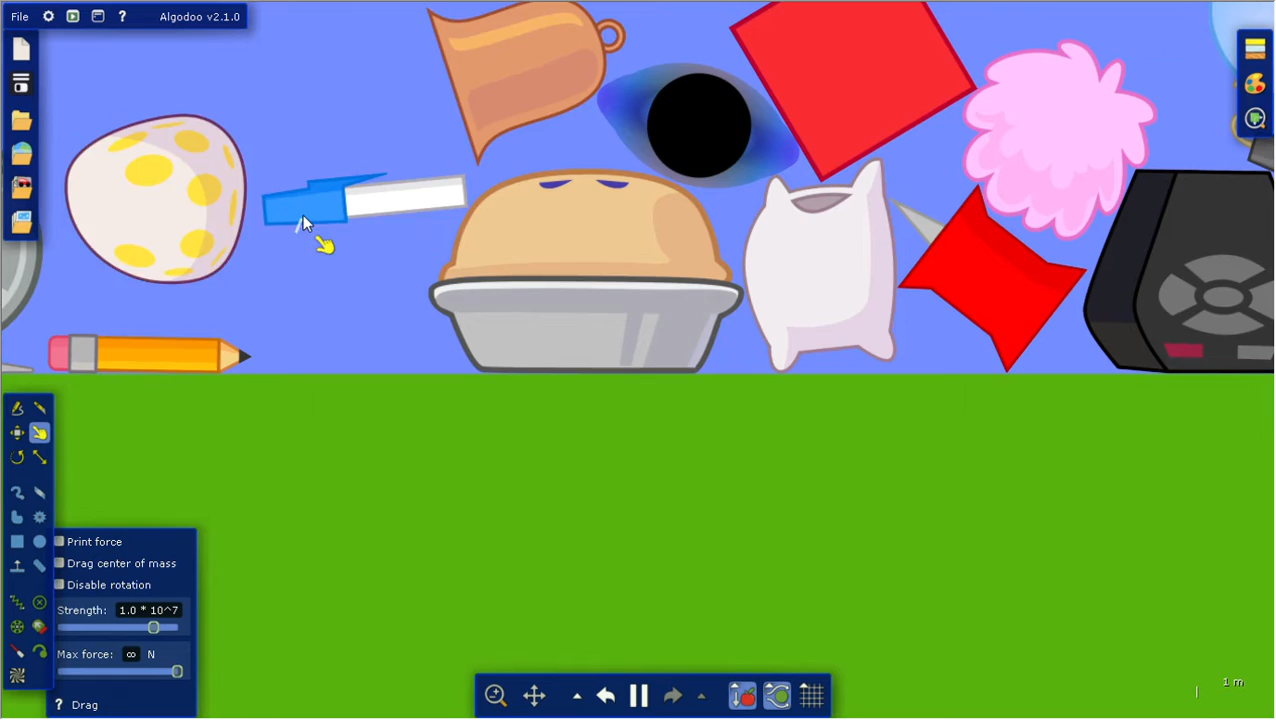 File ? Algodoo v2.1.0
Print force
Drag center of mass
Disable rotation
Strength: 1.0 * 10^7
Max force: ∞ N
? Drag
1 m